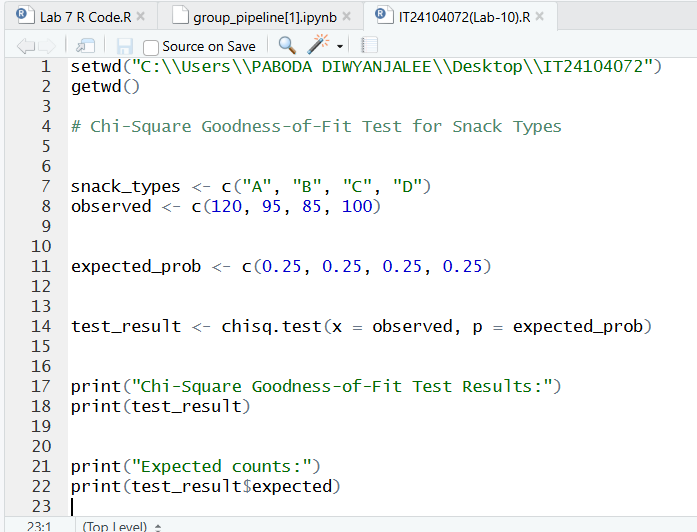 Lab 7 R Code.R
group_pipeline[1].ipynb
IT24104072(Lab-10).R
Source on Save
1 setwd("C:\\Users\\PABODA DIWYANJALEE\\Desktop\\IT24104072")
2 getwd()
3
4 # Chi-Square Goodness-of-Fit Test for Snack Types
5
6
7 snack_types <- c("A", "B", "C", "D")
8 observed <- c(120, 95, 85, 100)
9
10
11 expected_prob <- c(0.25, 0.25, 0.25, 0.25)
12
13
14 test_result <- chisq.test(x = observed, p = expected_prob)
15
16
17 print("Chi-Square Goodness-of-Fit Test Results:")
18 print(test_result)
19
20
21 print("Expected counts:")
22 print(test_result$expected)
23
23:1 (Top Level)